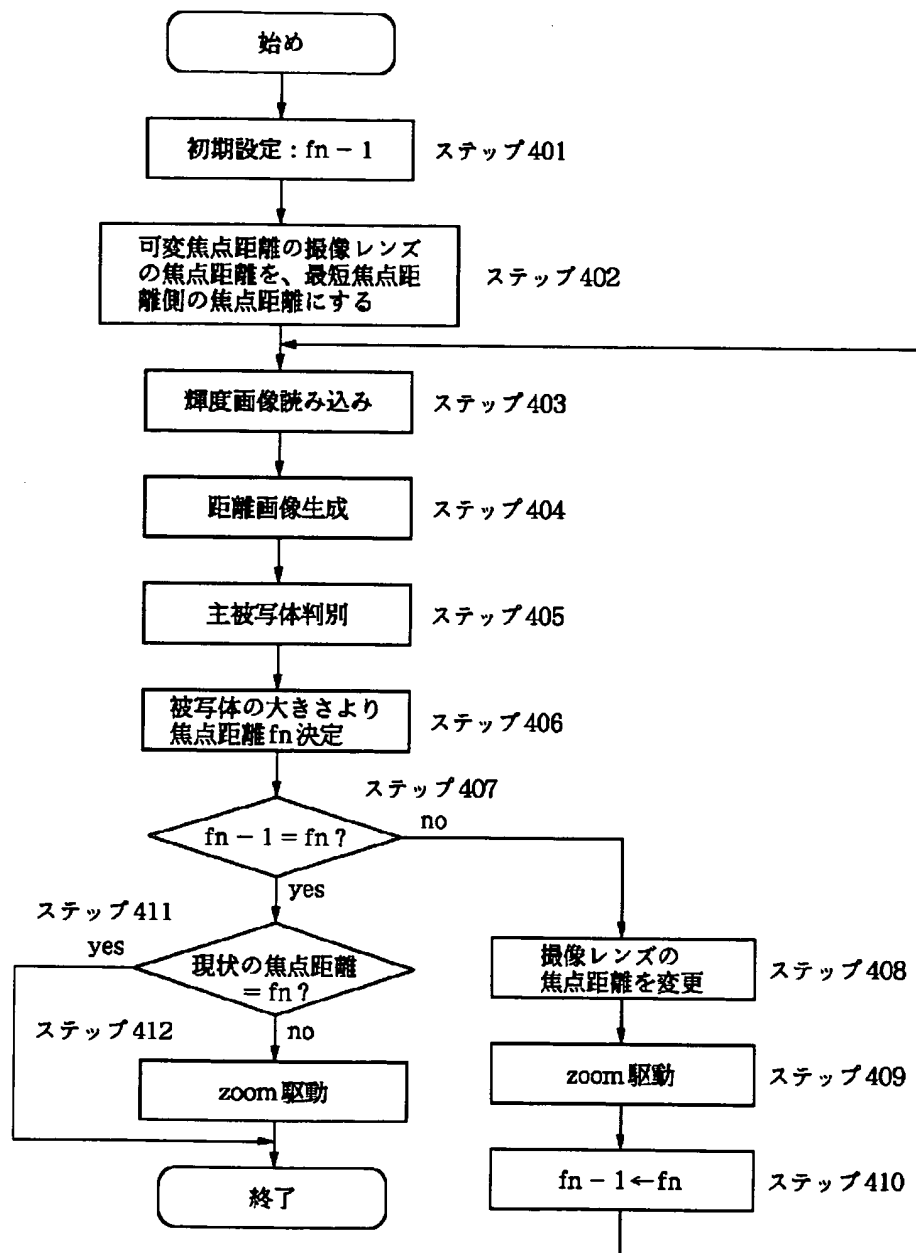 始め
初期設定：fn－1
ステップ401
可変焦点距離の撮像レンズ
の焦点距離を、最短焦点距
離側の焦点距離にする
ステップ402
輝度画像読み込み
ステップ403
距離画像生成
ステップ404
主被写体判別
ステップ405
被写体の大きさより
焦点距離fn決定
ステップ406
ステップ407
fn－1＝fn？
no
yes
ステップ411
yes
現状の焦点距離
＝fn？
no
ステップ412
zoom駆動
終了
撮像レンズの
焦点距離を変更
ステップ408
zoom駆動
ステップ409
fn－1←fn
ステップ410